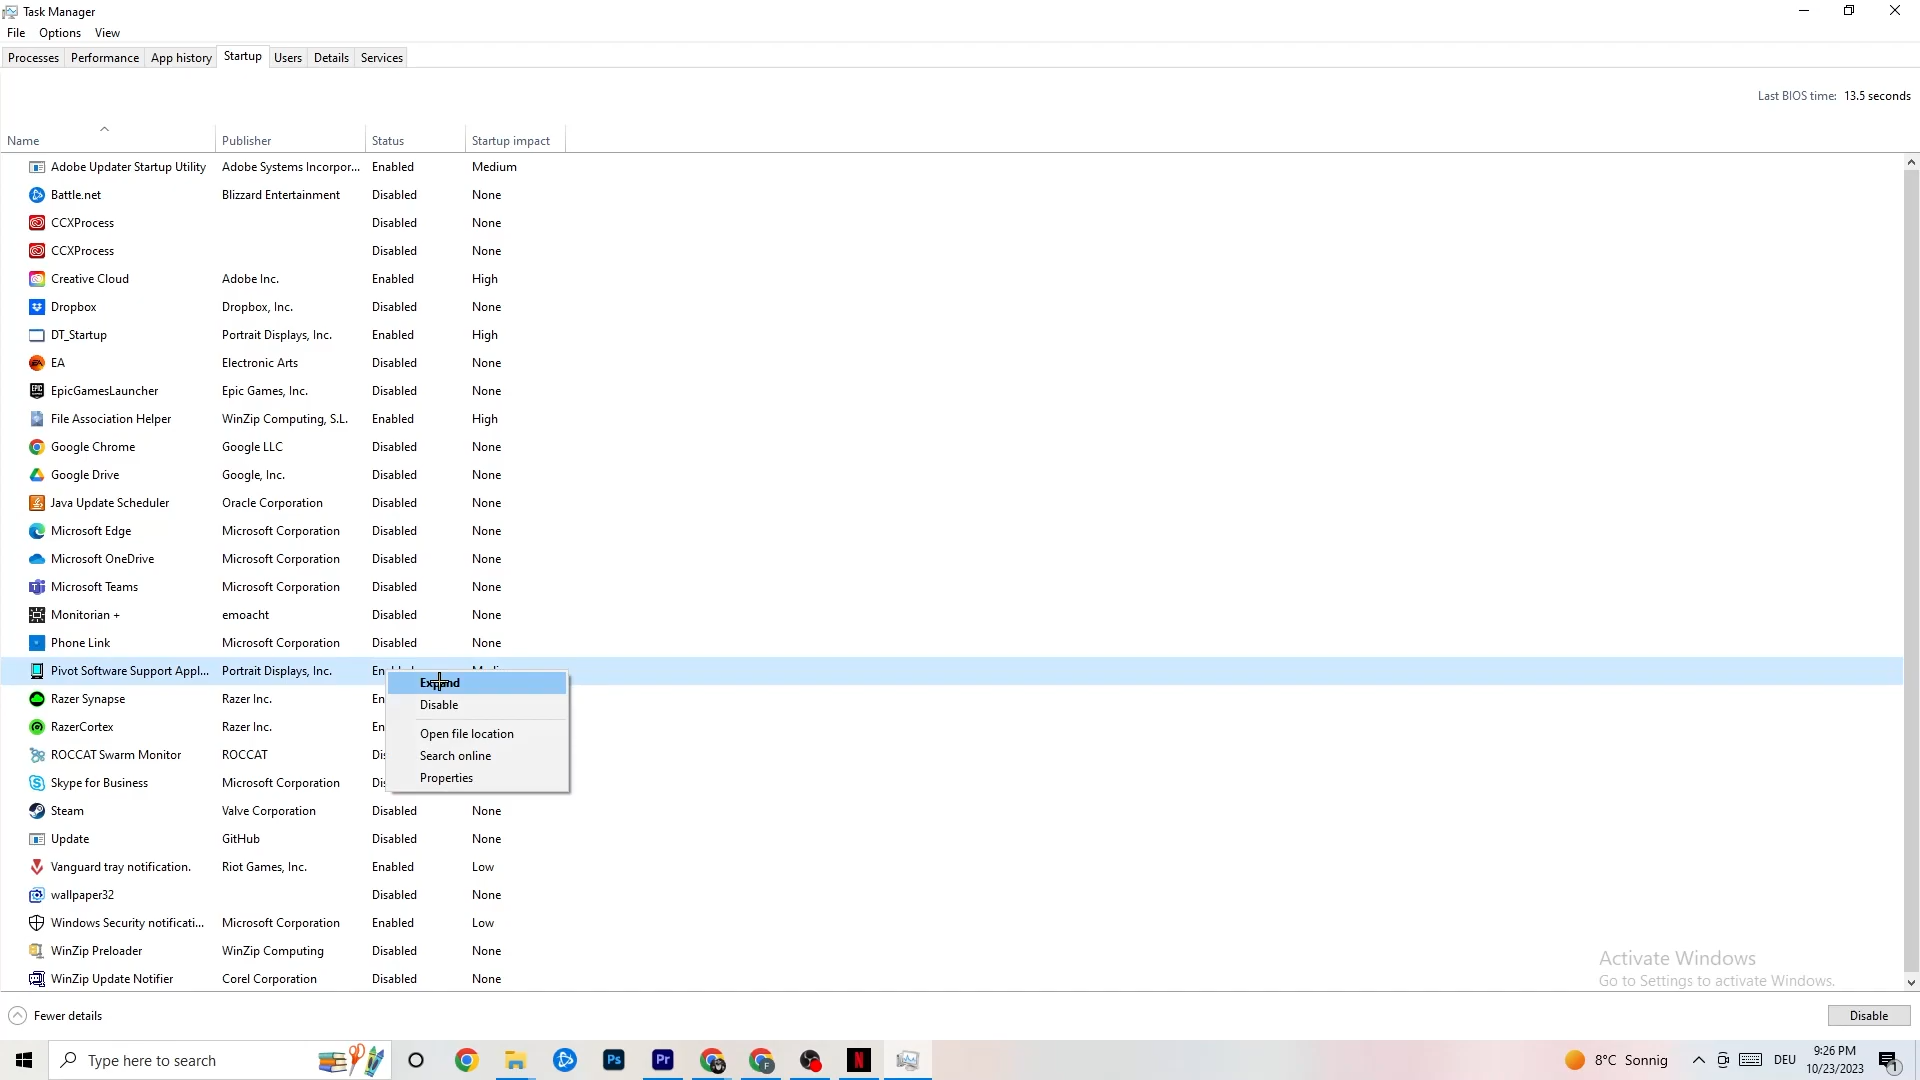 Task Manager
File Options View
Processes Performance App history Startup Users Details Services
Last BIOS time: 13.5 seconds
Name Publisher Status Startup impact
Adobe Updater Startup Utility Adobe Systems Incorpor... Enabled Medium
Battle.net Blizzard Entertainment Disabled None
CCXProcess Disabled None
CCXProcess Disabled None
Creative Cloud Adobe Inc. Enabled High
Dropbox Dropbox, Inc. Disabled None
DT_Startup Portrait Displays, Inc. Enabled High
EA Electronic Arts Disabled None
EpicGamesLauncher Epic Games, Inc. Disabled None
File Association Helper WinZip Computing, S.L. Enabled High
Google Chrome Google LLC Disabled None
Google Drive Google, Inc. Disabled None
Java Update Scheduler Oracle Corporation Disabled None
Microsoft Edge Microsoft Corporation Disabled None
Microsoft OneDrive Microsoft Corporation Disabled None
Microsoft Teams Microsoft Corporation Disabled None
Monitorian + emoacht Disabled None
Phone Link Microsoft Corporation Disabled None
Pivot Software Support Appl... Portrait Displays, Inc.
Expand
Razer Synapse Razer Inc. En
Disable
RazerCortex Razer Inc. En
Open file location
ROCCAT Swarm Monitor ROCCAT Dis
Search online
Skype for Business Microsoft Corporation Dis
Properties
Steam Valve Corporation Disabled None
Update GitHub Disabled None
Vanguard tray notification. Riot Games, Inc. Enabled Low
wallpaper32 Disabled None
Windows Security notificati... Microsoft Corporation Enabled Low
WinZip Preloader WinZip Computing Disabled None
WinZip Update Notifier Corel Corporation Disabled None
Activate Windows
Go to Settings to activate Windows.
Fewer details Disable
Type here to search
Ps Pr F N
8°C Sonnig DEU 9:26 PM
10/23/2023 1